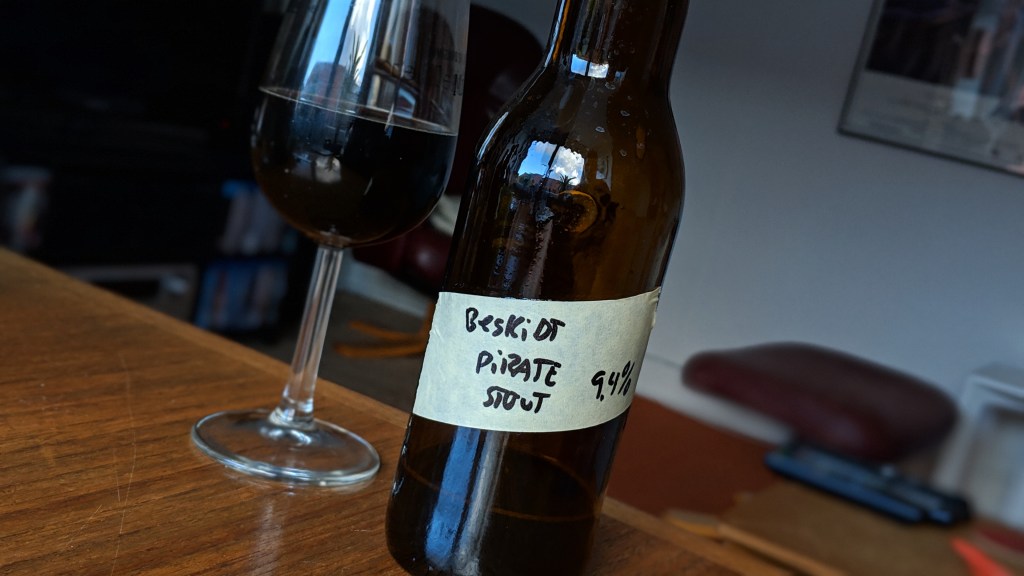 BeSKiDT
PiRATE
STOUT 9,4%